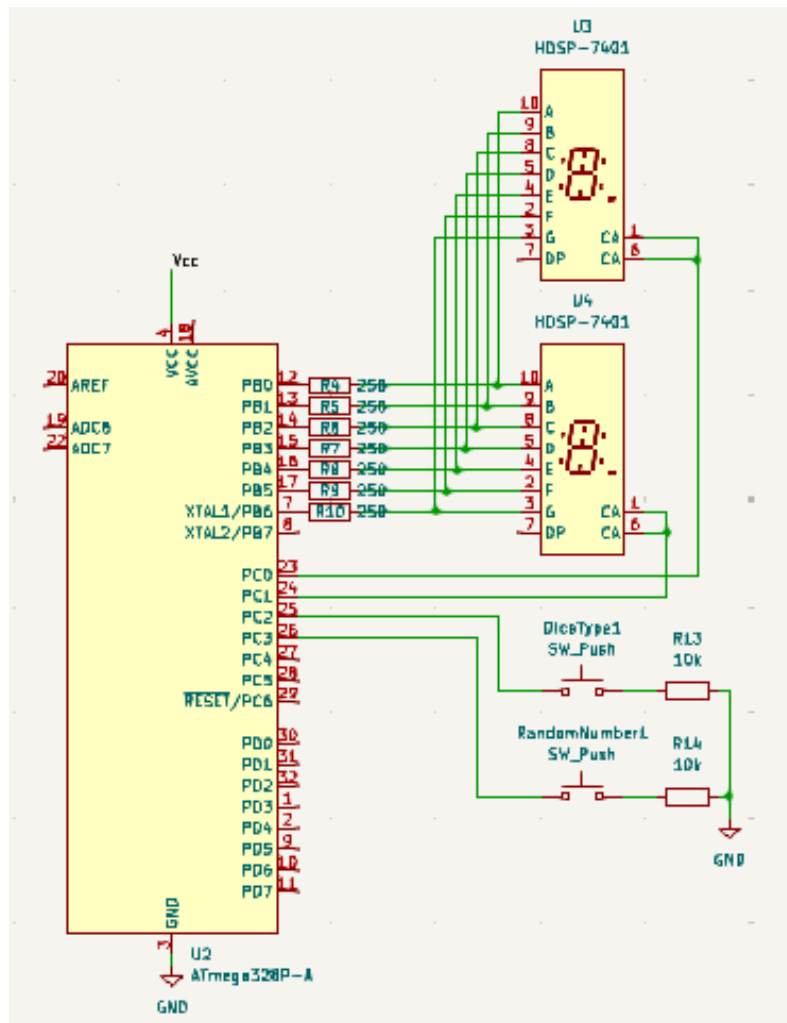 U3
HDSP-7401
10 A
9 B
8 C
5 D
4 E
2 F
3 G CA 1
7 DP CA 6
U4
HDSP-7401
10 A
9 B
8 C
5 D
4 E
2 F
3 G CA 1
7 DP CA 6
Vcc
4 18
VCC AVCC
20 AREF PB0 12 R4 250
PB1 13 R5 250
19 ADC6 PB2 14 R6 250
22 ADC7 PB3 15 R7 250
PB4 16 R8 250
PB5 17 R9 250
XTAL1/PB6 7 R10 250
XTAL2/PB7 8
PC0 23
PC1 24
PC2 25
PC3 26
PC4 27
PC5 28
RESET/PC6 29
PD0 30
PD1 31
PD2 32
PD3 1
PD4 2
PD5 9
PD6 10
PD7 11
GND
3
U2
ATmega328P-A
GND
DiceType1
SW_Push
R13
10k
RandomNumber1
SW_Push
R14
10k
GND